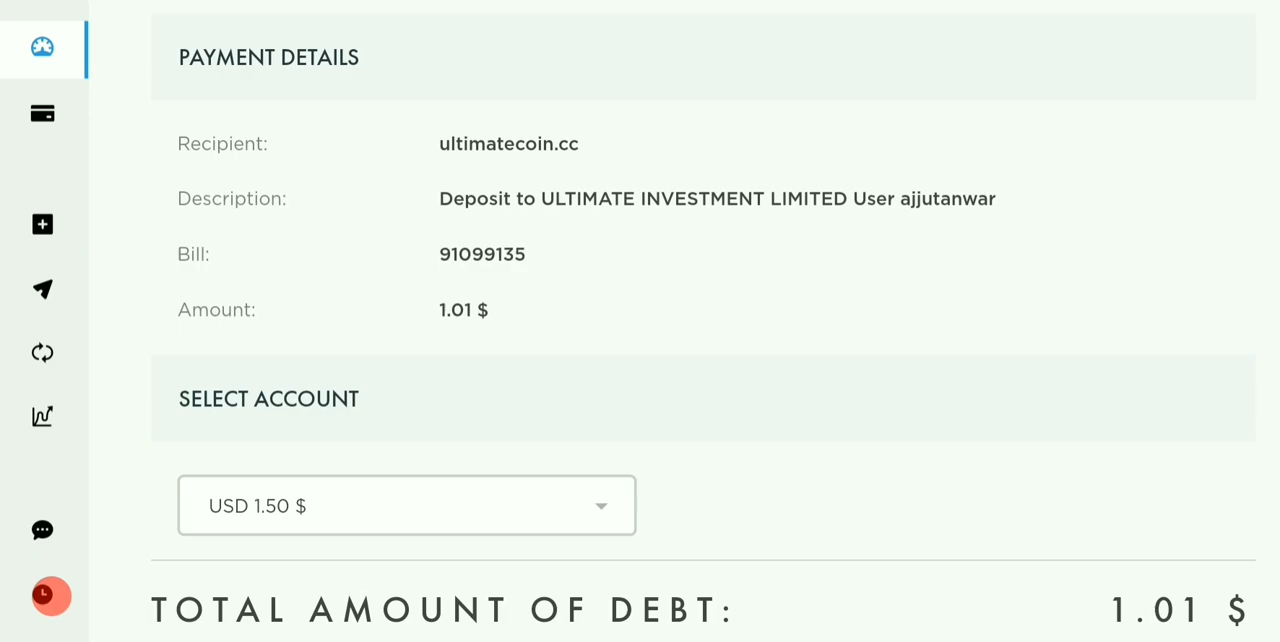 PAYMENT DETAILS
Recipient: ultimatecoin.cc
Description: Deposit to ULTIMATE INVESTMENT LIMITED User ajjutanwar
Bill: 91099135
Amount: 1.01 $
SELECT ACCOUNT
USD 1.50 $
TOTAL AMOUNT OF DEBT: 1.01 $